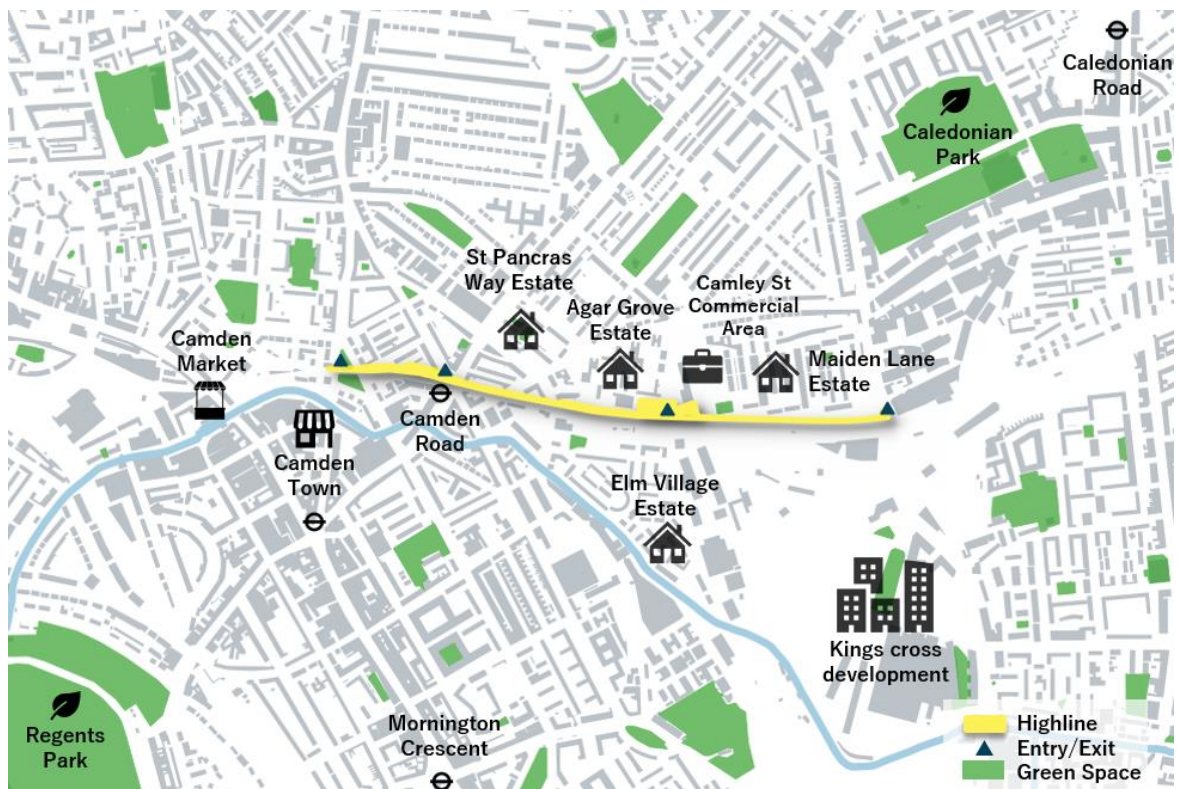 Caledonian
Road
Caledonian
Park
St Pancras
Way Estate
Agar Grove
Estate
Camley St
Commercial
Area
Maiden Lane
Estate
Camden
Market
Camden
Road
Camden
Town
Elm Village
Estate
Kings cross
development
Regents
Park
Mornington
Crescent
Highline
Entry/Exit
Green Space